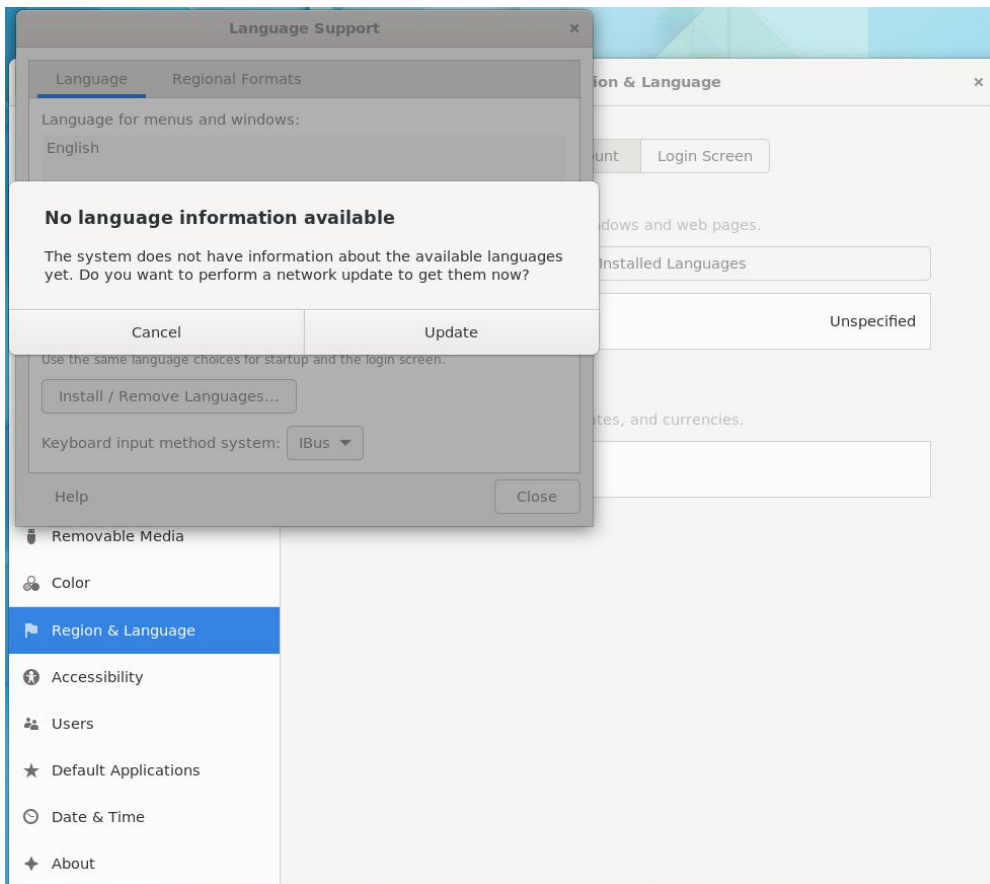 Language Support
×
Language
Regional Formats
Language for menus and windows:
English
No language information available
The system does not have information about the available languages
yet. Do you want to perform a network update to get them now?
Cancel
Update
Use the same language choices for startup and the login screen.
Install / Remove Languages...
Keyboard input method system:
IBus
Help
Close
& Language
×
Login Screen
and web pages.
Installed Languages
Unspecified
and currencies.
Removable Media
Color
Region & Language
Accessibility
Users
Default Applications
Date & Time
About